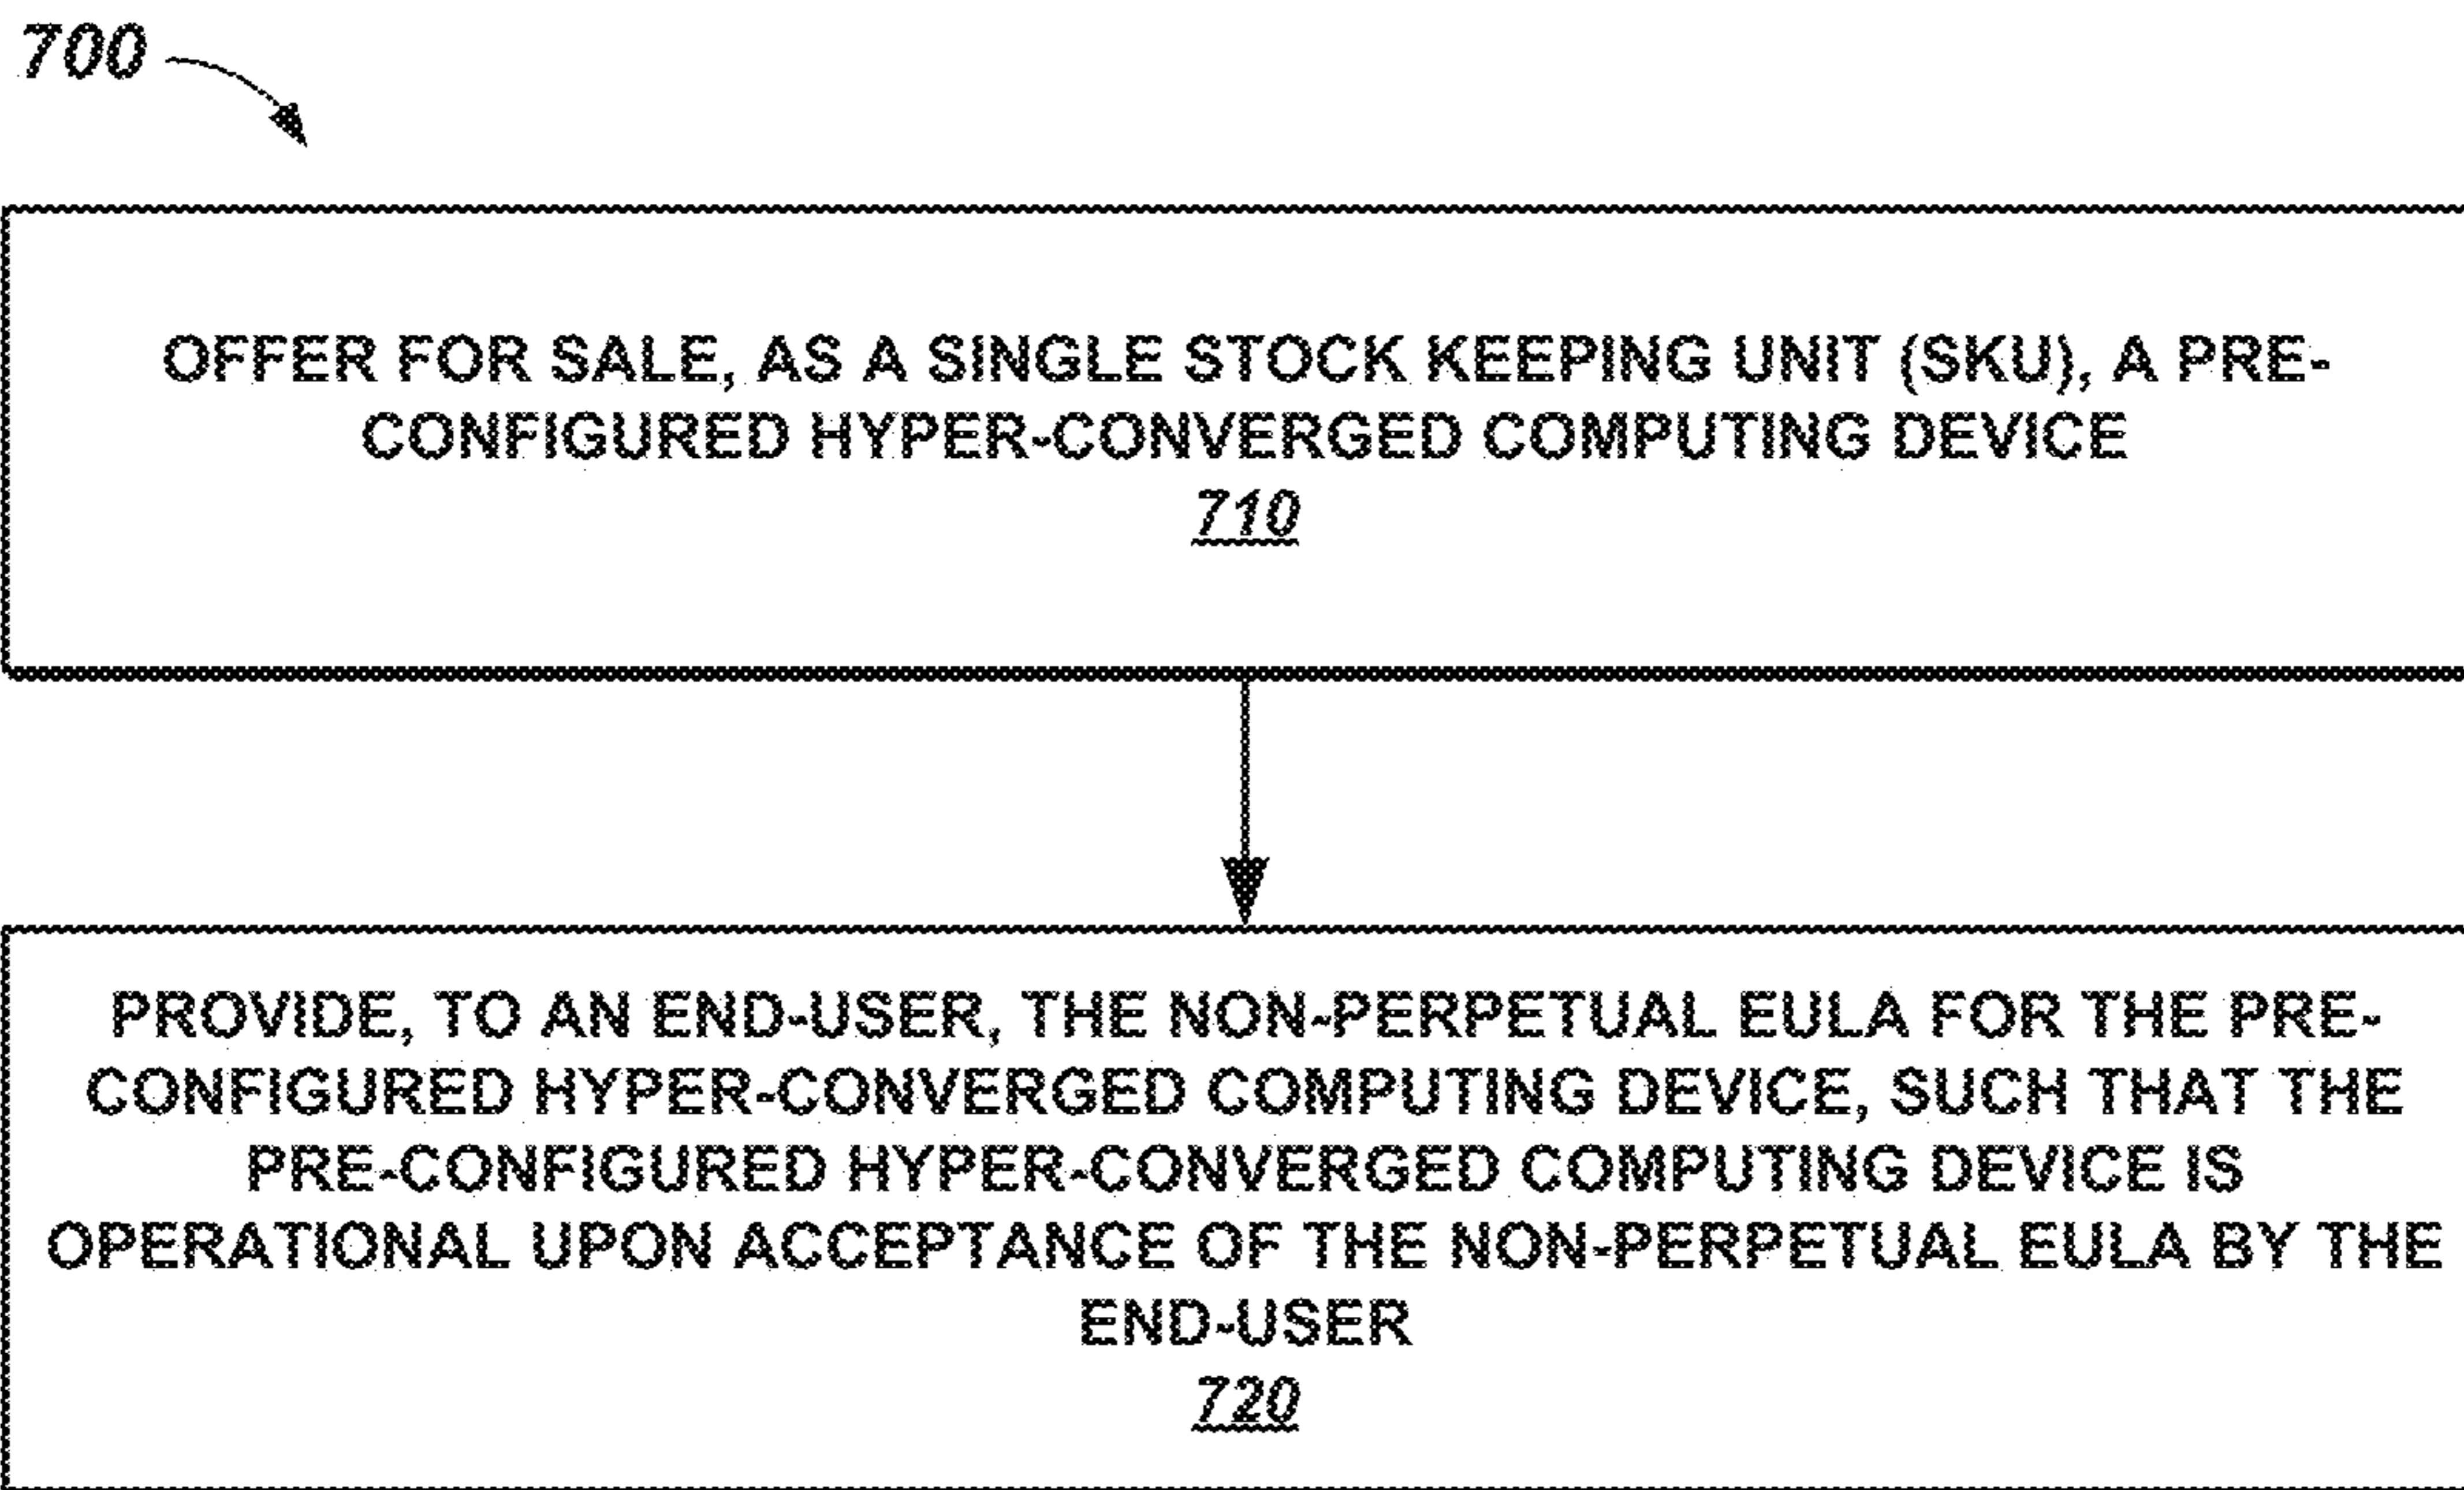 700
OFFER FOR SALE, AS A SINGLE STOCK KEEPING UNIT (SKU), A PRE-
CONFIGURED HYPER-CONVERGED COMPUTING DEVICE
710
PROVIDE, TO AN END-USER, THE NON-PERPETUAL EULA FOR THE PRE-
CONFIGURED HYPER-CONVERGED COMPUTING DEVICE, SUCH THAT THE
PRE-CONFIGURED HYPER-CONVERGED COMPUTING DEVICE IS
OPERATIONAL UPON ACCEPTANCE OF THE NON-PERPETUAL EULA BY THE
END-USER
720